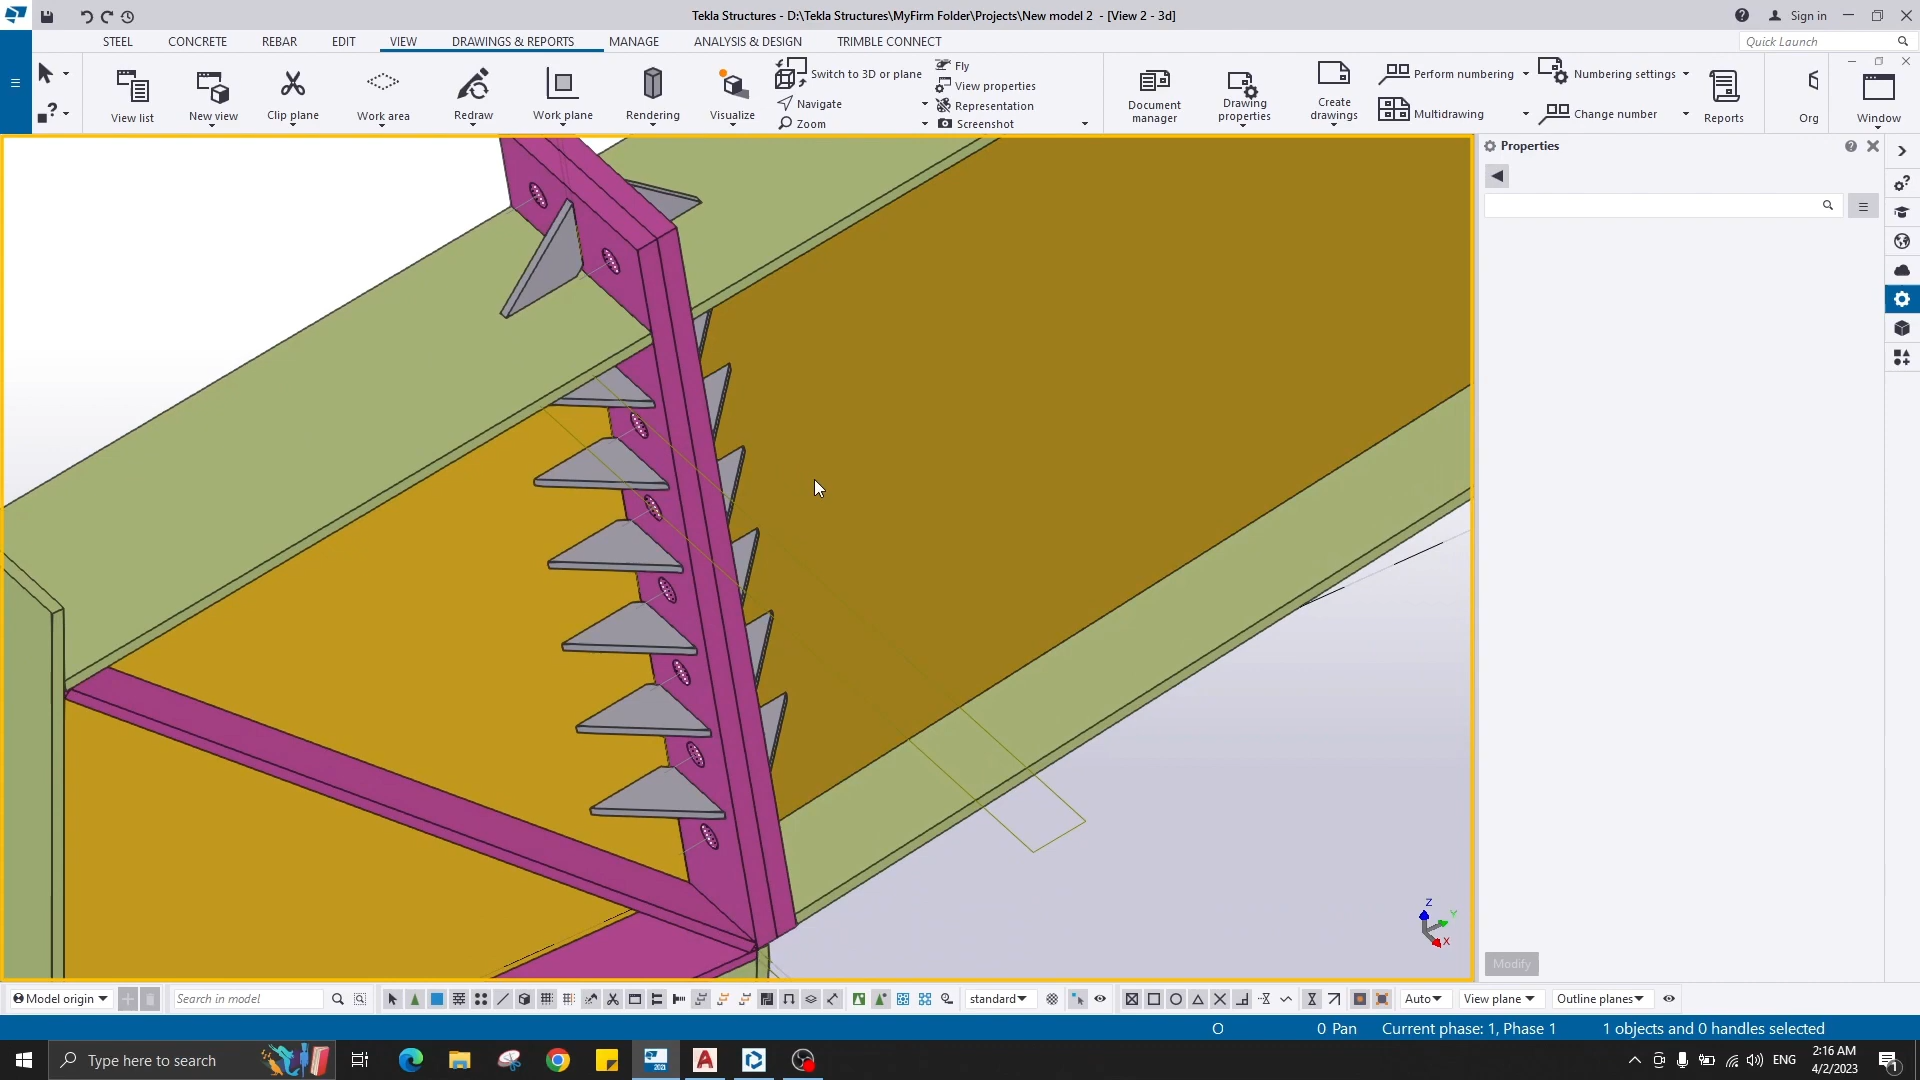 Tekla Structures - D:\Tekla Structures\MyFirm Folder\Projects\New model 2 - [View 2 - 3d]
Sign in
STEEL CONCRETE REBAR EDIT VIEW DRAWINGS & REPORTS MANAGE ANALYSIS & DESIGN TRIMBLE CONNECT
Quick Launch
View list
New view
Clip plane
Work area
Redraw
Work plane
Rendering
Visualize
Switch to 3D or plane
Navigate
Zoom
Fly
View properties
Representation
Screenshot
Document
manager
Drawing
properties
Create
drawings
Perform numbering
Multidrawing
Numbering settings
Change number
Reports
Org
Window
Properties
Z
Y
X
Modify
Model origin
Search in model
standard
Auto
View plane
Outline planes
O
0 Pan
Current phase: 1, Phase 1
1 objects and 0 handles selected
Type here to search
2021
ENG
2:16 AM
4/2/2023
1